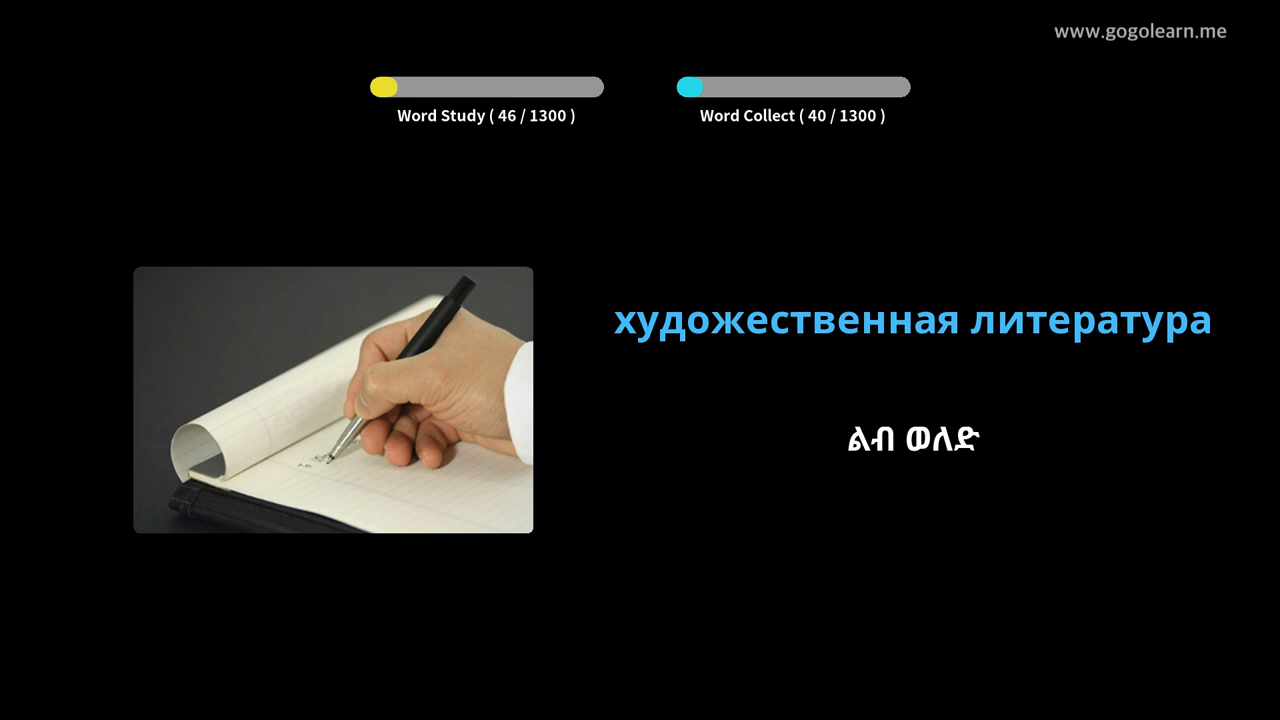 www.gogolearn.me
Word Study ( 46 / 1300 )
Word Collect ( 40 / 1300 )
художественная литература
ልብ ወለድ